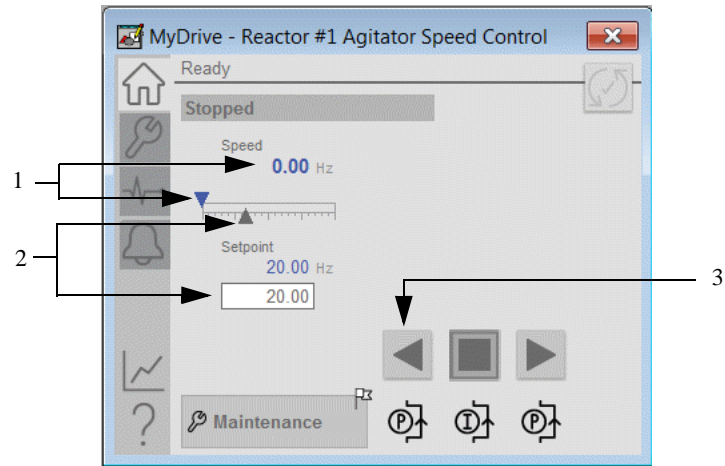 MyDrive - Reactor #1 Agitator Speed Control
Ready
Stopped
Speed
0.00 Hz
1
2
Setpoint
20.00 Hz
20.00
3
Maintenance
?
P
I
P